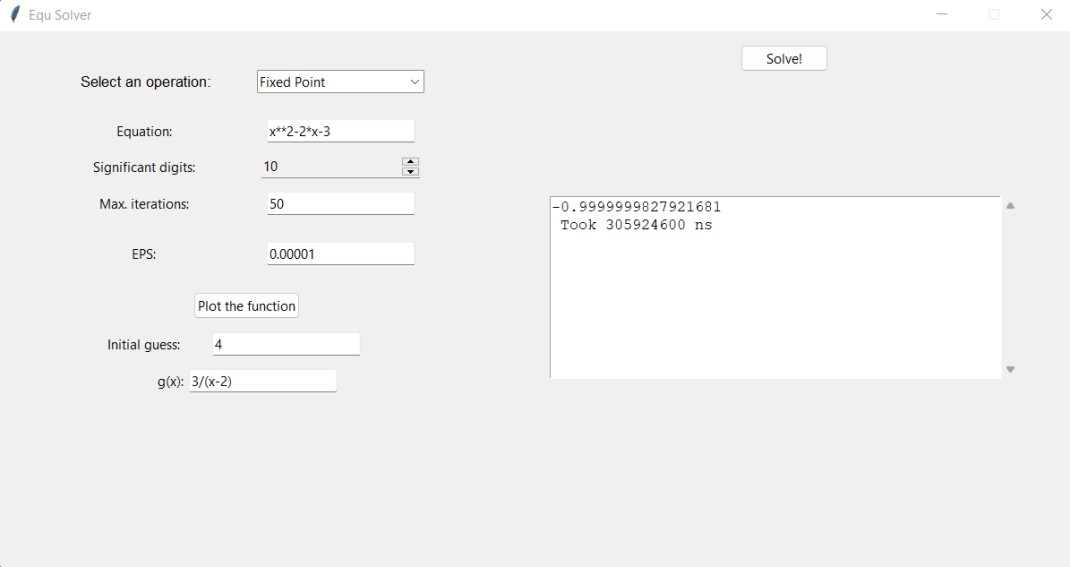 Equ Solver
Solve!
Select an operation: Fixed Point
Equation: x**2-2*x-3
Significant digits: 10
Max. iterations: 50
EPS: 0.00001
Plot the function
Initial guess: 4
g(x): 3/(x-2)
-0.9999999827921681
Took 305924600 ns